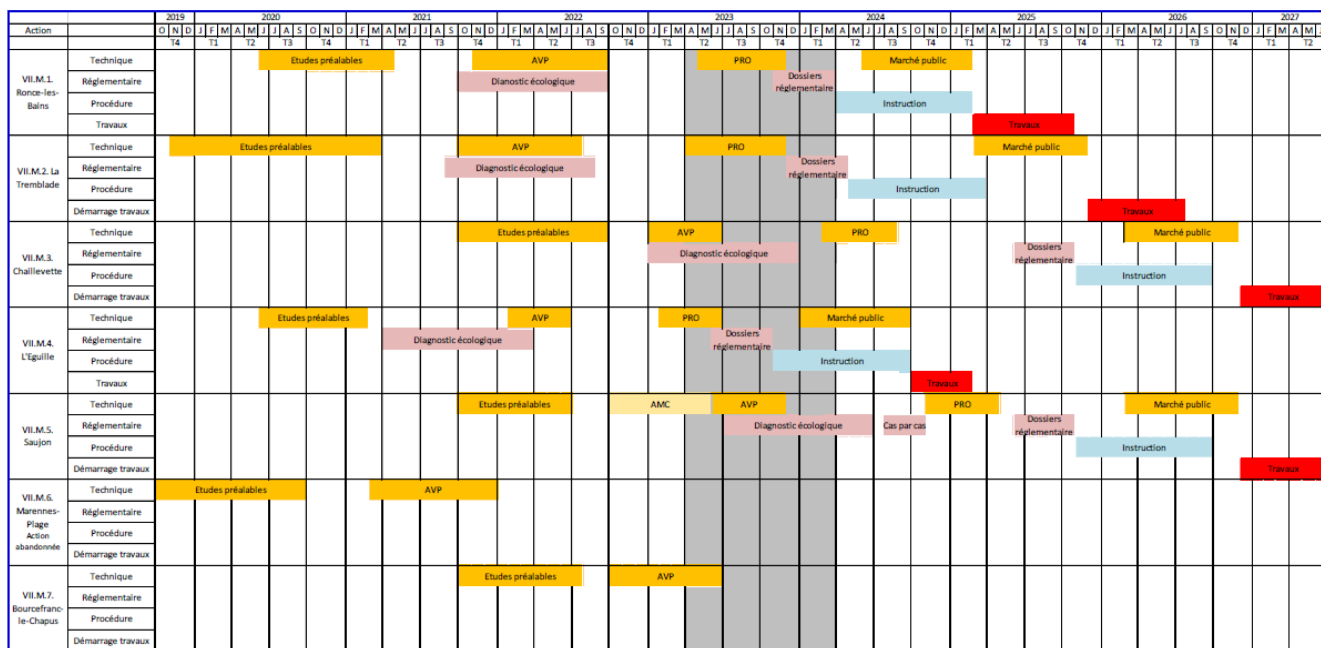 2019 2020 2021 2022 2023 2024 2025 2026 2027
Action O N D J F M A M J J A S O N D J F M A M J J A S O N D J F M A M J J A S O N D J F M A M J J A S O N D J F M A M J J A S O N D J F M A M J J A S O N D J F M A M J J A S O N D J F M A M J
T4 T1 T2 T3 T4 T1 T2 T3 T4 T1 T2 T3 T4 T1 T2 T3 T4 T1 T2 T3 T4 T1 T2 T3 T4 T1 T2 T3 T4 T1 T2
VII.M.1.
Ronce-les-
Bains
Technique Etudes préalables AVP PRO Marché public
Réglementaire Dianostic écologique Dossiers
réglementaire
Procédure Instruction
Travaux Travaux
VII.M.2. La
Tremblade
Technique Etudes préalables AVP PRO Marché public
Réglementaire Diagnostic écologique Dossiers
réglementaire
Procédure Instruction
Démarrage travaux Travaux
VII.M.3.
Chaillevette
Technique Etudes préalables AVP PRO Marché public
Réglementaire Diagnostic écologique Dossiers
réglementaire
Procédure Instruction
Démarrage travaux Travaux
VII.M.4.
L'Eguille
Technique Etudes préalables AVP PRO Marché public
Réglementaire Diagnostic écologique Dossiers
réglementaire
Procédure Instruction
Travaux Travaux
VII.M.5.
Saujon
Technique Etudes préalables AMC AVP PRO Marché public
Réglementaire Diagnostic écologique Cas par cas Dossiers
réglementaire
Procédure Instruction
Démarrage travaux Travaux
VII.M.6.
Marennes-
Plage
Action
abandonnée
Technique Etudes préalables AVP
Réglementaire
Procédure
Démarrage travaux
VII.M.7.
Bourcefranc-
le-Chapus
Technique Etudes préalables AVP
Réglementaire
Procédure
Démarrage travaux